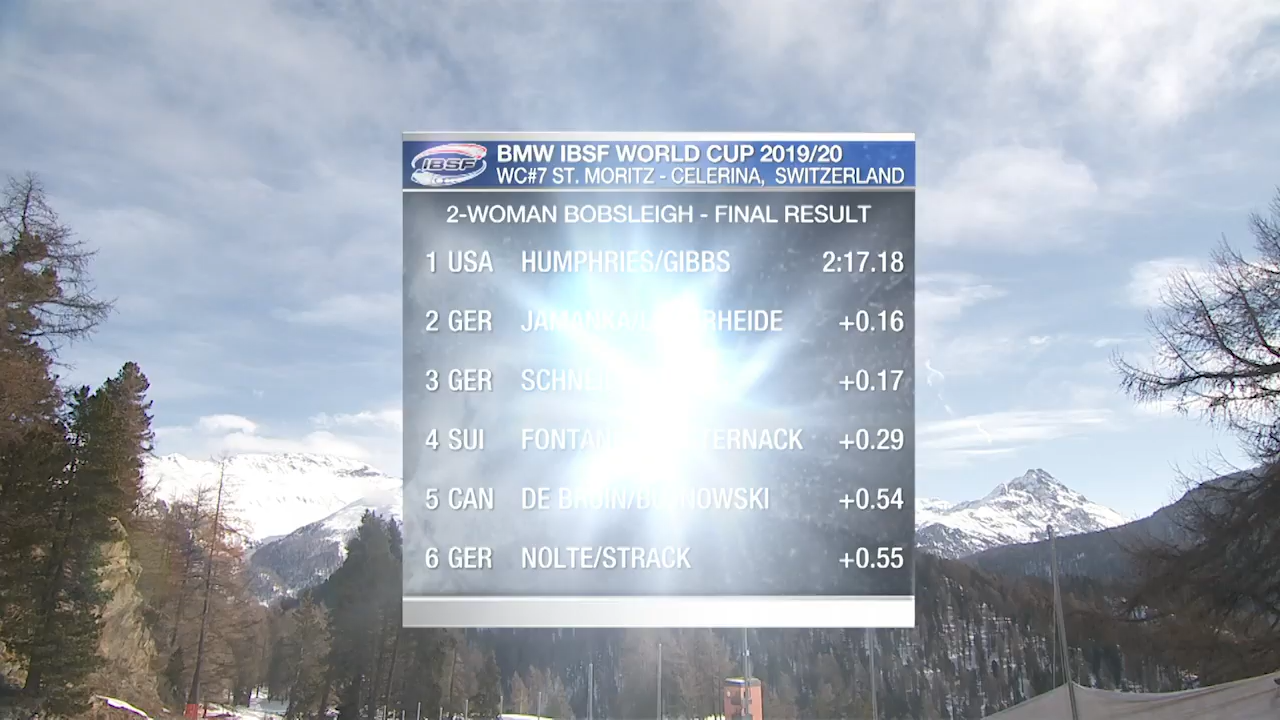 IBSF
BMW IBSF WORLD CUP 2019/20
WC#7 ST. MORITZ - CELERINA, SWITZERLAND
2-WOMAN BOBSLEIGH - FINAL RESULT
1 USA HUMPHRIES/GIBBS 2:17.18
2 GER +0.16
3 GER +0.17
4 SUI +0.29
5 CAN DE +0.54
6 GER NOLTE/STRACK +0.55